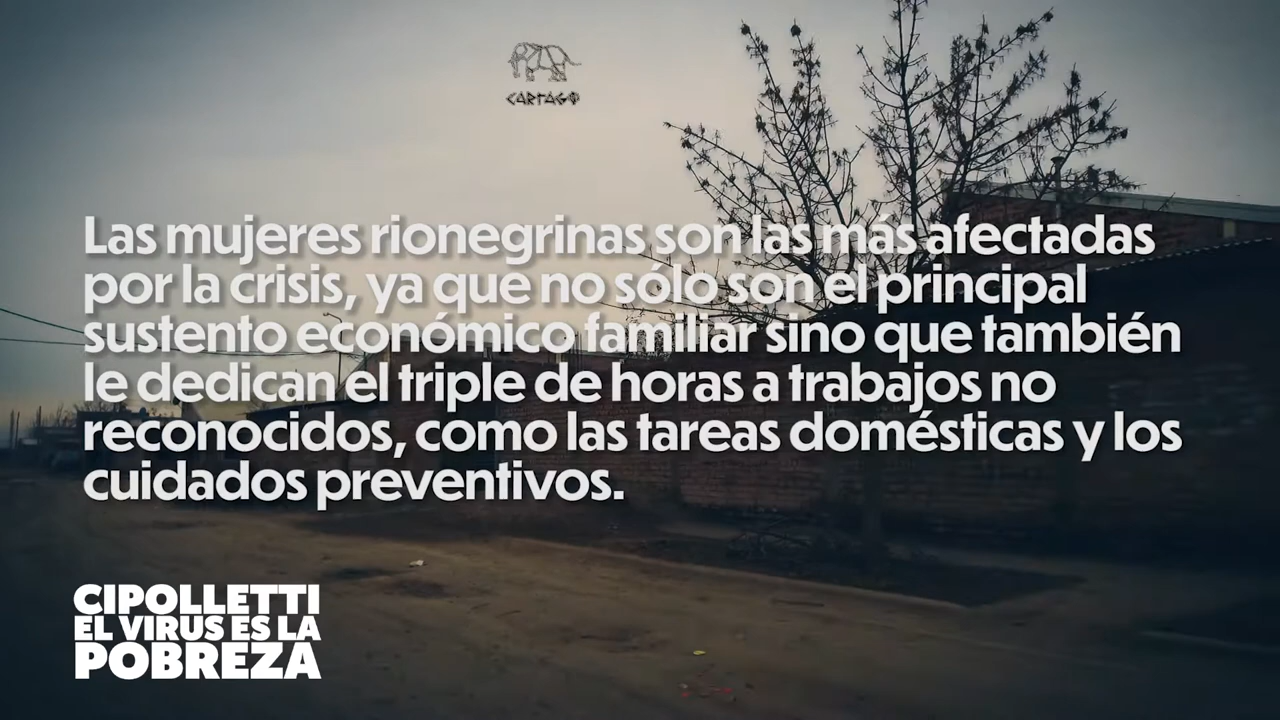 CARTAGO
Las mujeres rionegrinas son las más afectadas
por la crisis, ya que no sólo son el principal
sustento económico familiar sino que también
le dedican el triple de horas a trabajos no
reconocidos, como las tareas domésticas y los
cuidados preventivos.
CIPOLLETTI
EL VIRUS ES LA
POBREZA